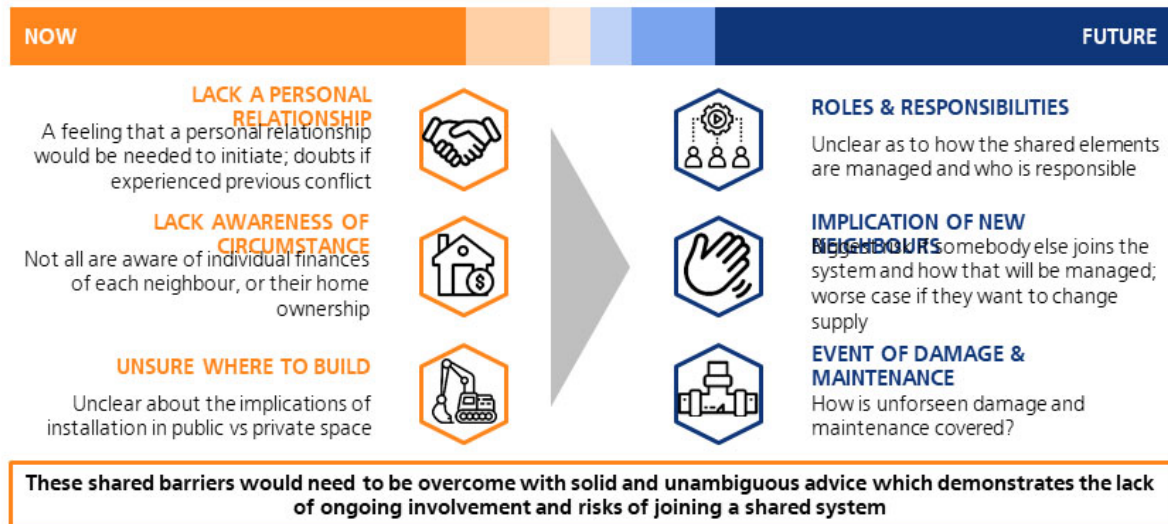 NOW
FUTURE
LACK A PERSONAL
RELATIONSHIP
A feeling that a personal relationship
would be needed to initiate; doubts if
experienced previous conflict
LACK AWARENESS OF
CIRCUMSTANCE
Not all are aware of individual finances
of each neighbour, or their home
ownership
UNSURE WHERE TO BUILD
Unclear about the implications of
installation in public vs private space
ROLES & RESPONSIBILITIES
Unclear as to how the shared elements
are managed and who is responsible
IMPLICATION OF NEW
NEIGHBOURS
if somebody else joins the
system and how that will be managed;
worse case if they want to change
supply
EVENT OF DAMAGE &
MAINTENANCE
How is unforseen damage and
maintenance covered?
These shared barriers would need to be overcome with solid and unambiguous advice which demonstrates the lack
of ongoing involvement and risks of joining a shared system